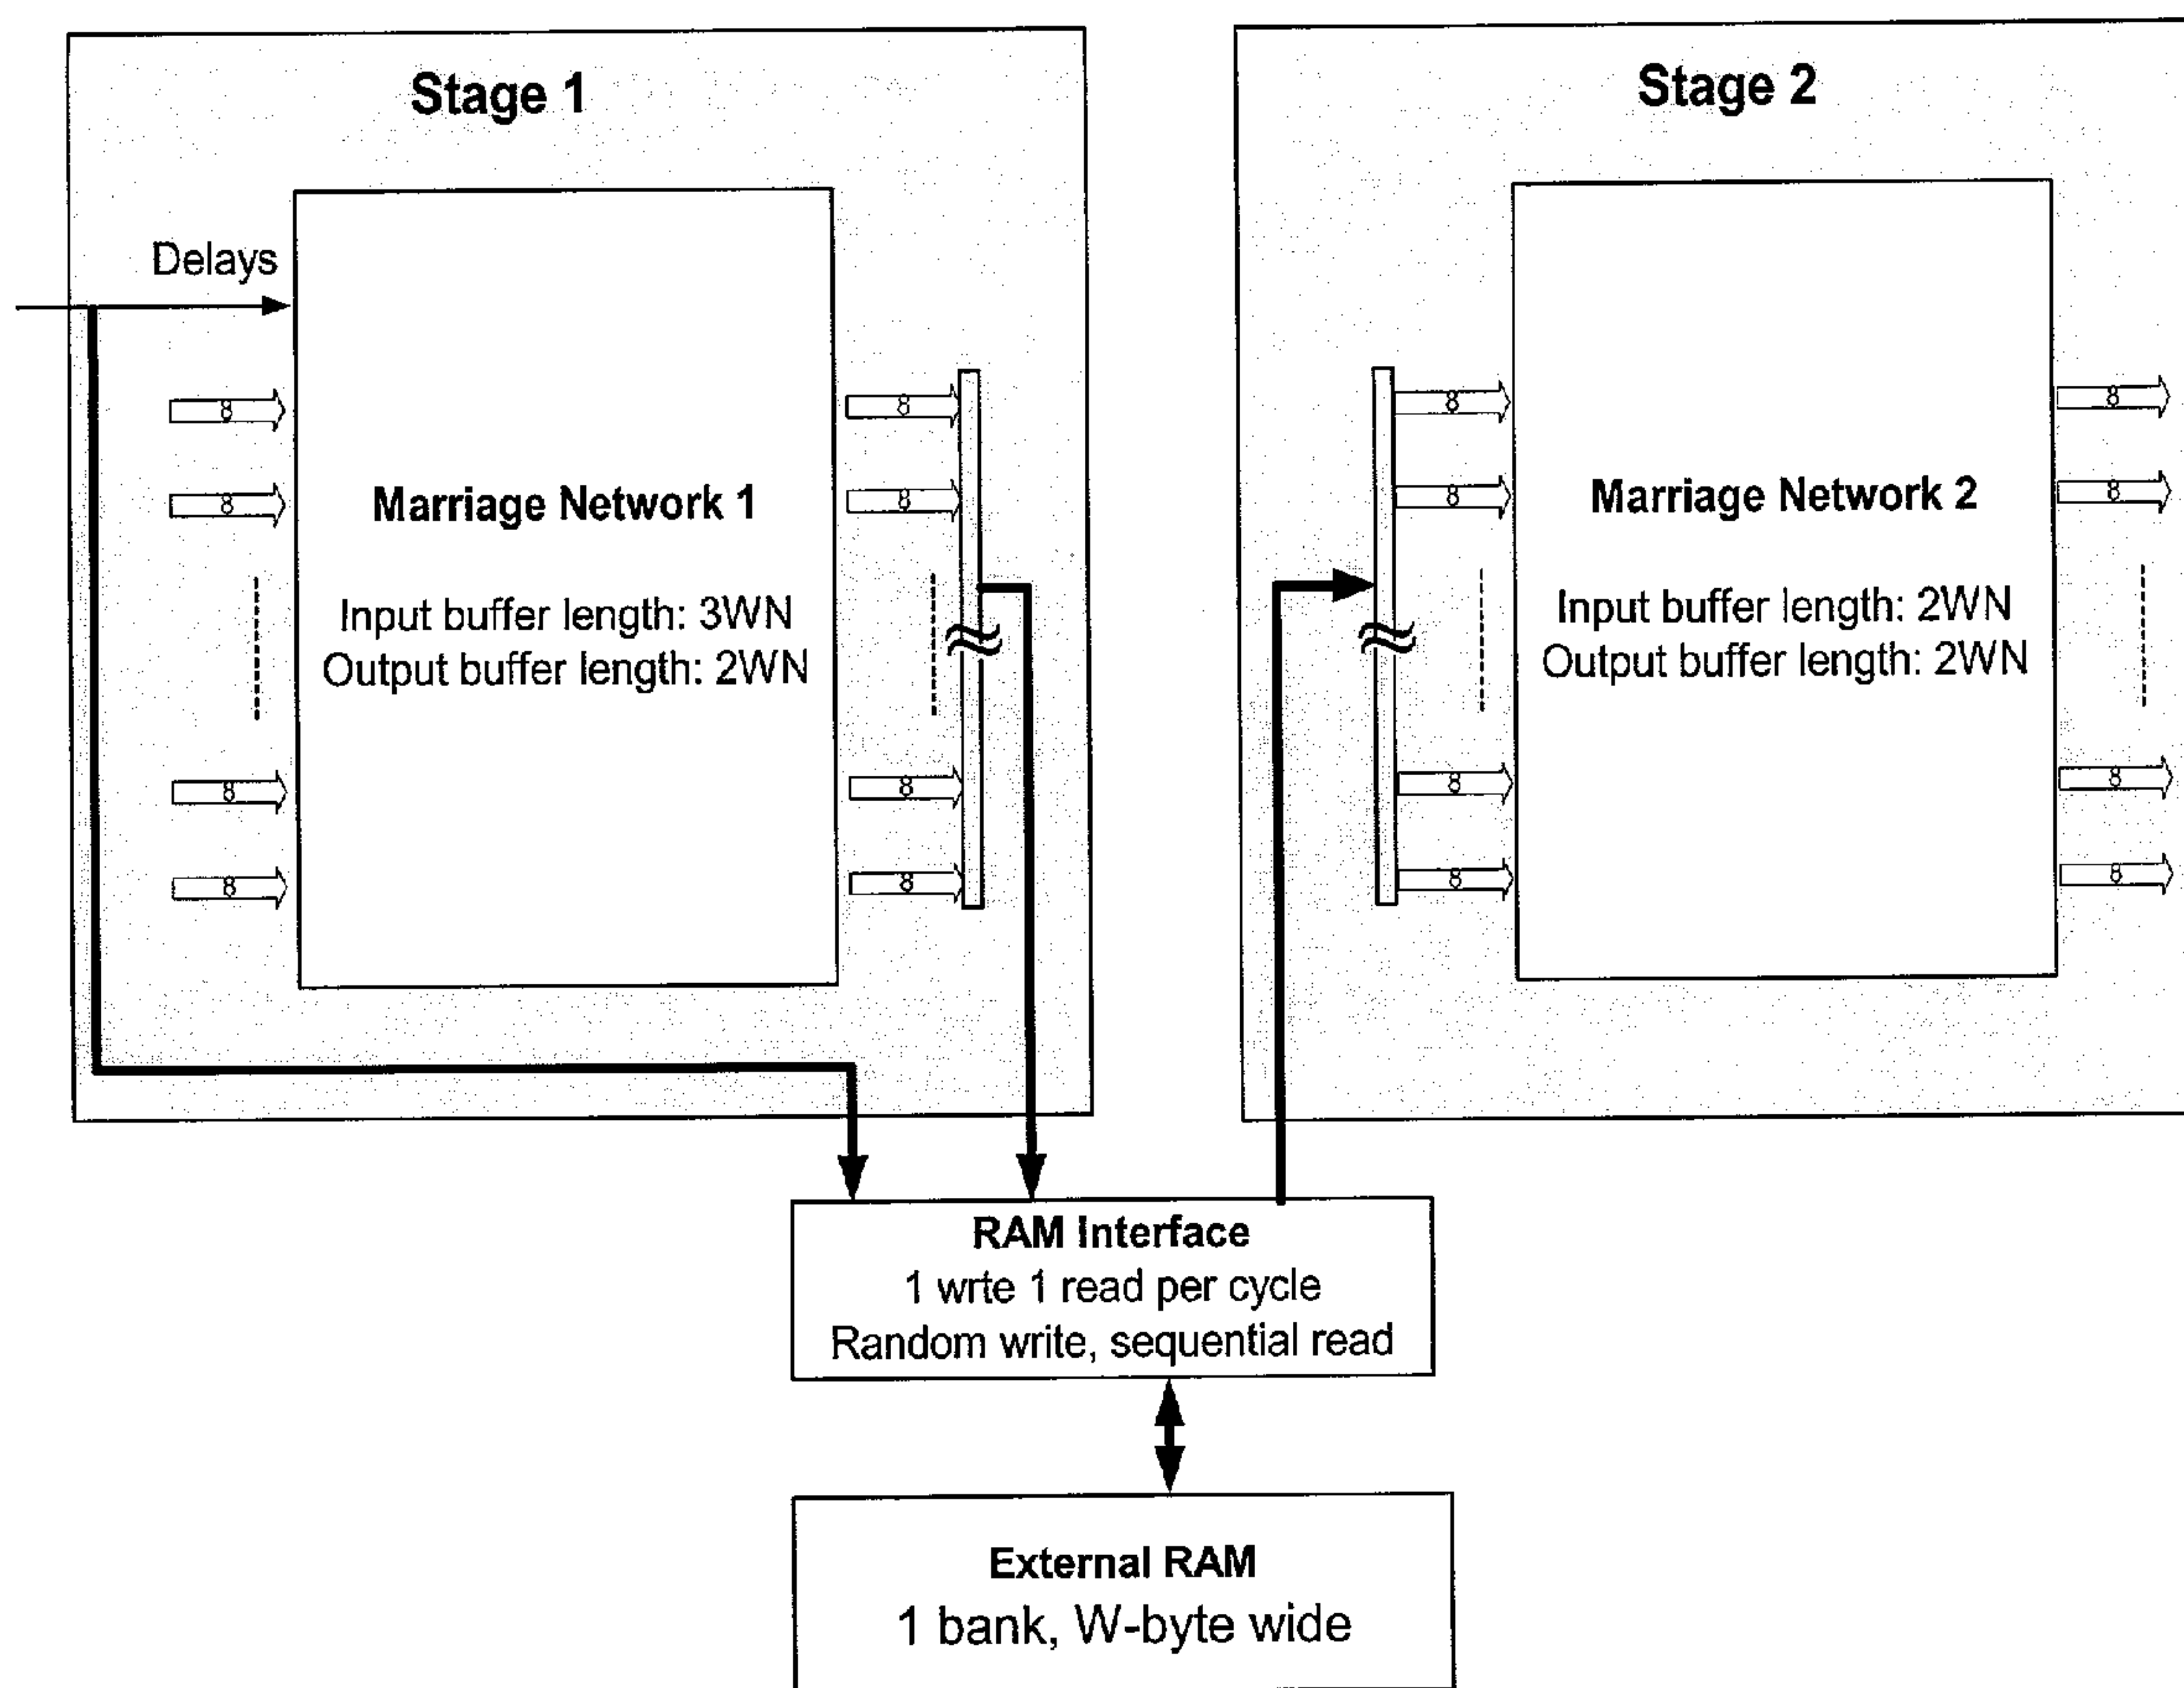 Stage 1
Delays
8
8
8
8
Marriage Network 1
Input buffer length: 3WN
Output buffer length: 2WN
8
8
8
8
Stage 2
8
8
8
8
Marriage Network 2
Input buffer length: 2WN
Output buffer length: 2WN
8
8
8
8
RAM Interface
1 wrte 1 read per cycle
Random write, sequential read
External RAM
1 bank, W-byte wide